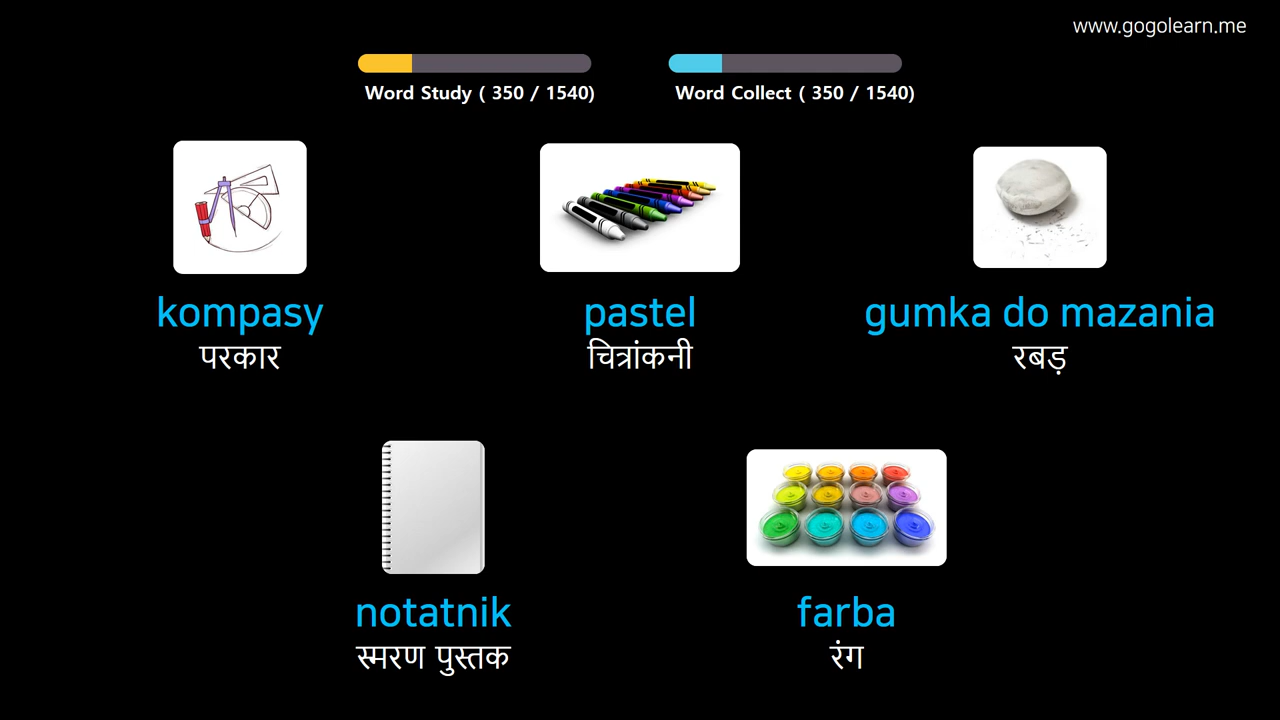 www.gogolearn.me
Word Study ( 350 / 1540)
Word Collect ( 350 / 1540)
kompasy
परकार
pastel
चित्रांकनी
gumka do mazania
रबड़
notatnik
स्मरण पुस्तक
farba
रंग